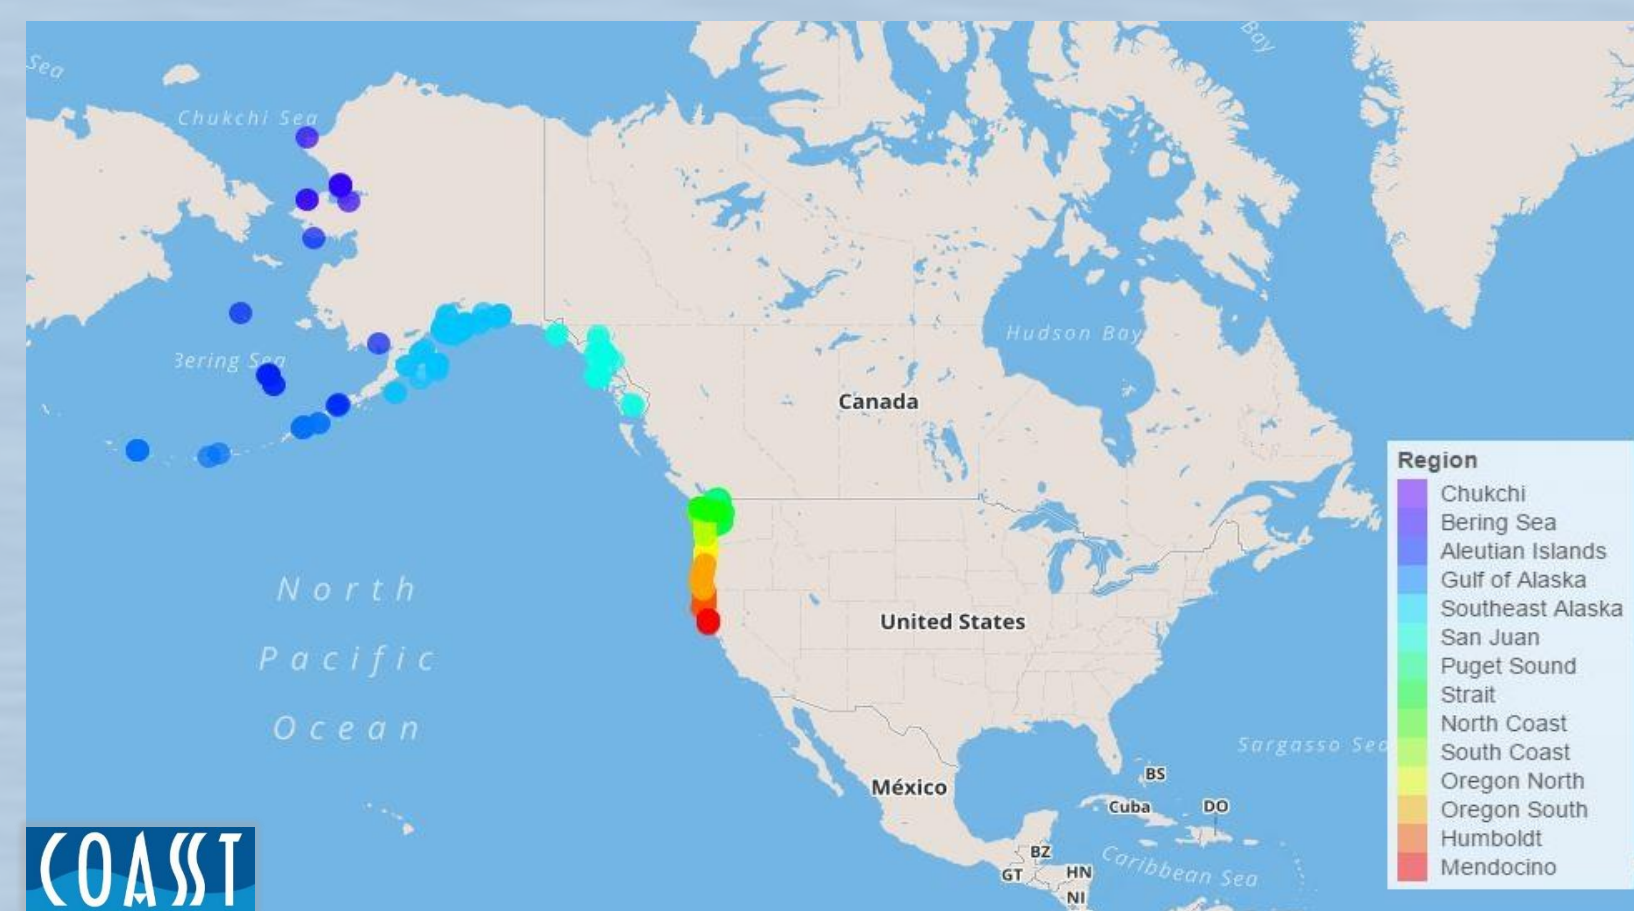 Sea
Chukchi Sea
Bay
Bering Sea
Hudson Bay
Canada
North
Pacific
Ocean
United States
Sargasso Sea
México
BS
Cuba
DO
BZ
GT
HN
NI
Caribbean Sea
Region
Chukchi
Bering Sea
Aleutian Islands
Gulf of Alaska
Southeast Alaska
San Juan
Puget Sound
Strait
North Coast
South Coast
Oregon North
Oregon South
Humboldt
Mendocino
COASST